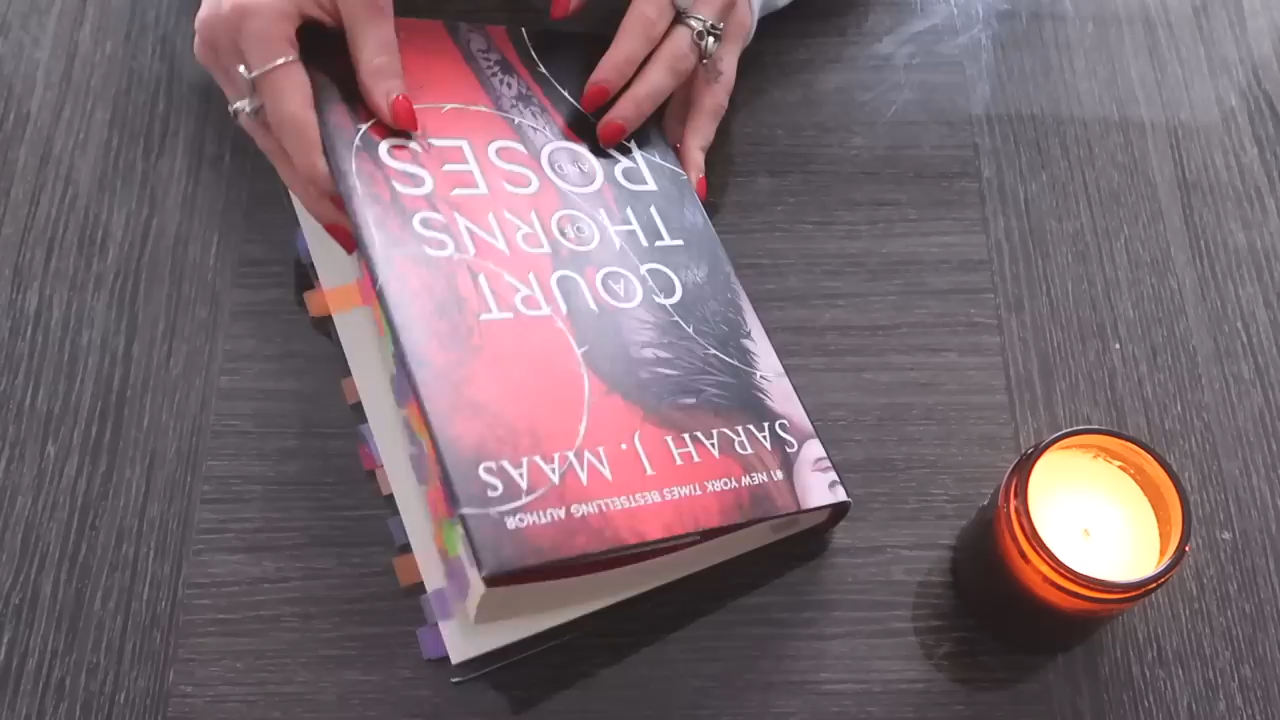 #1 NEW YORK TIMES BESTSELLING AUTHOR
SARAH J. MAAS
A
COURT
OF
THORNS
AND
ROSES